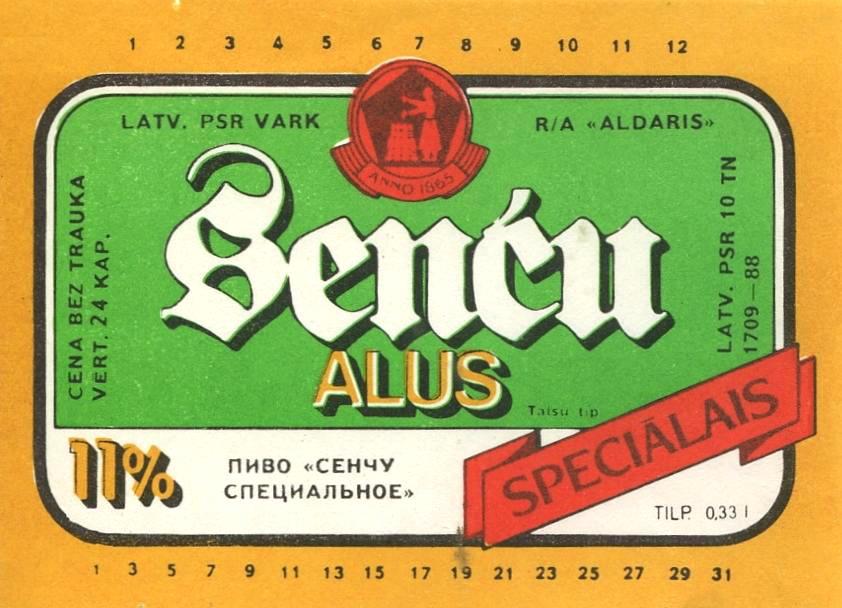 1 2 3 4 5 6 7 8 9 10 11 12
LATV. PSR VARK
R/A «ALDARIS»
ANNO 1865
CENA BEZ TRAUKA
VĒRT. 24 KAP.
Senču
ALUS
LATV. PSR 10 TN
1709-88
Talsu tip.
11%
ПИВО «СЕНЧУ
СПЕЦИАЛЬНОЕ»
SPECIĀLAIS
TILP. 0,33 l
1 3 5 7 9 11 13 15 17 19 21 23 25 27 29 31